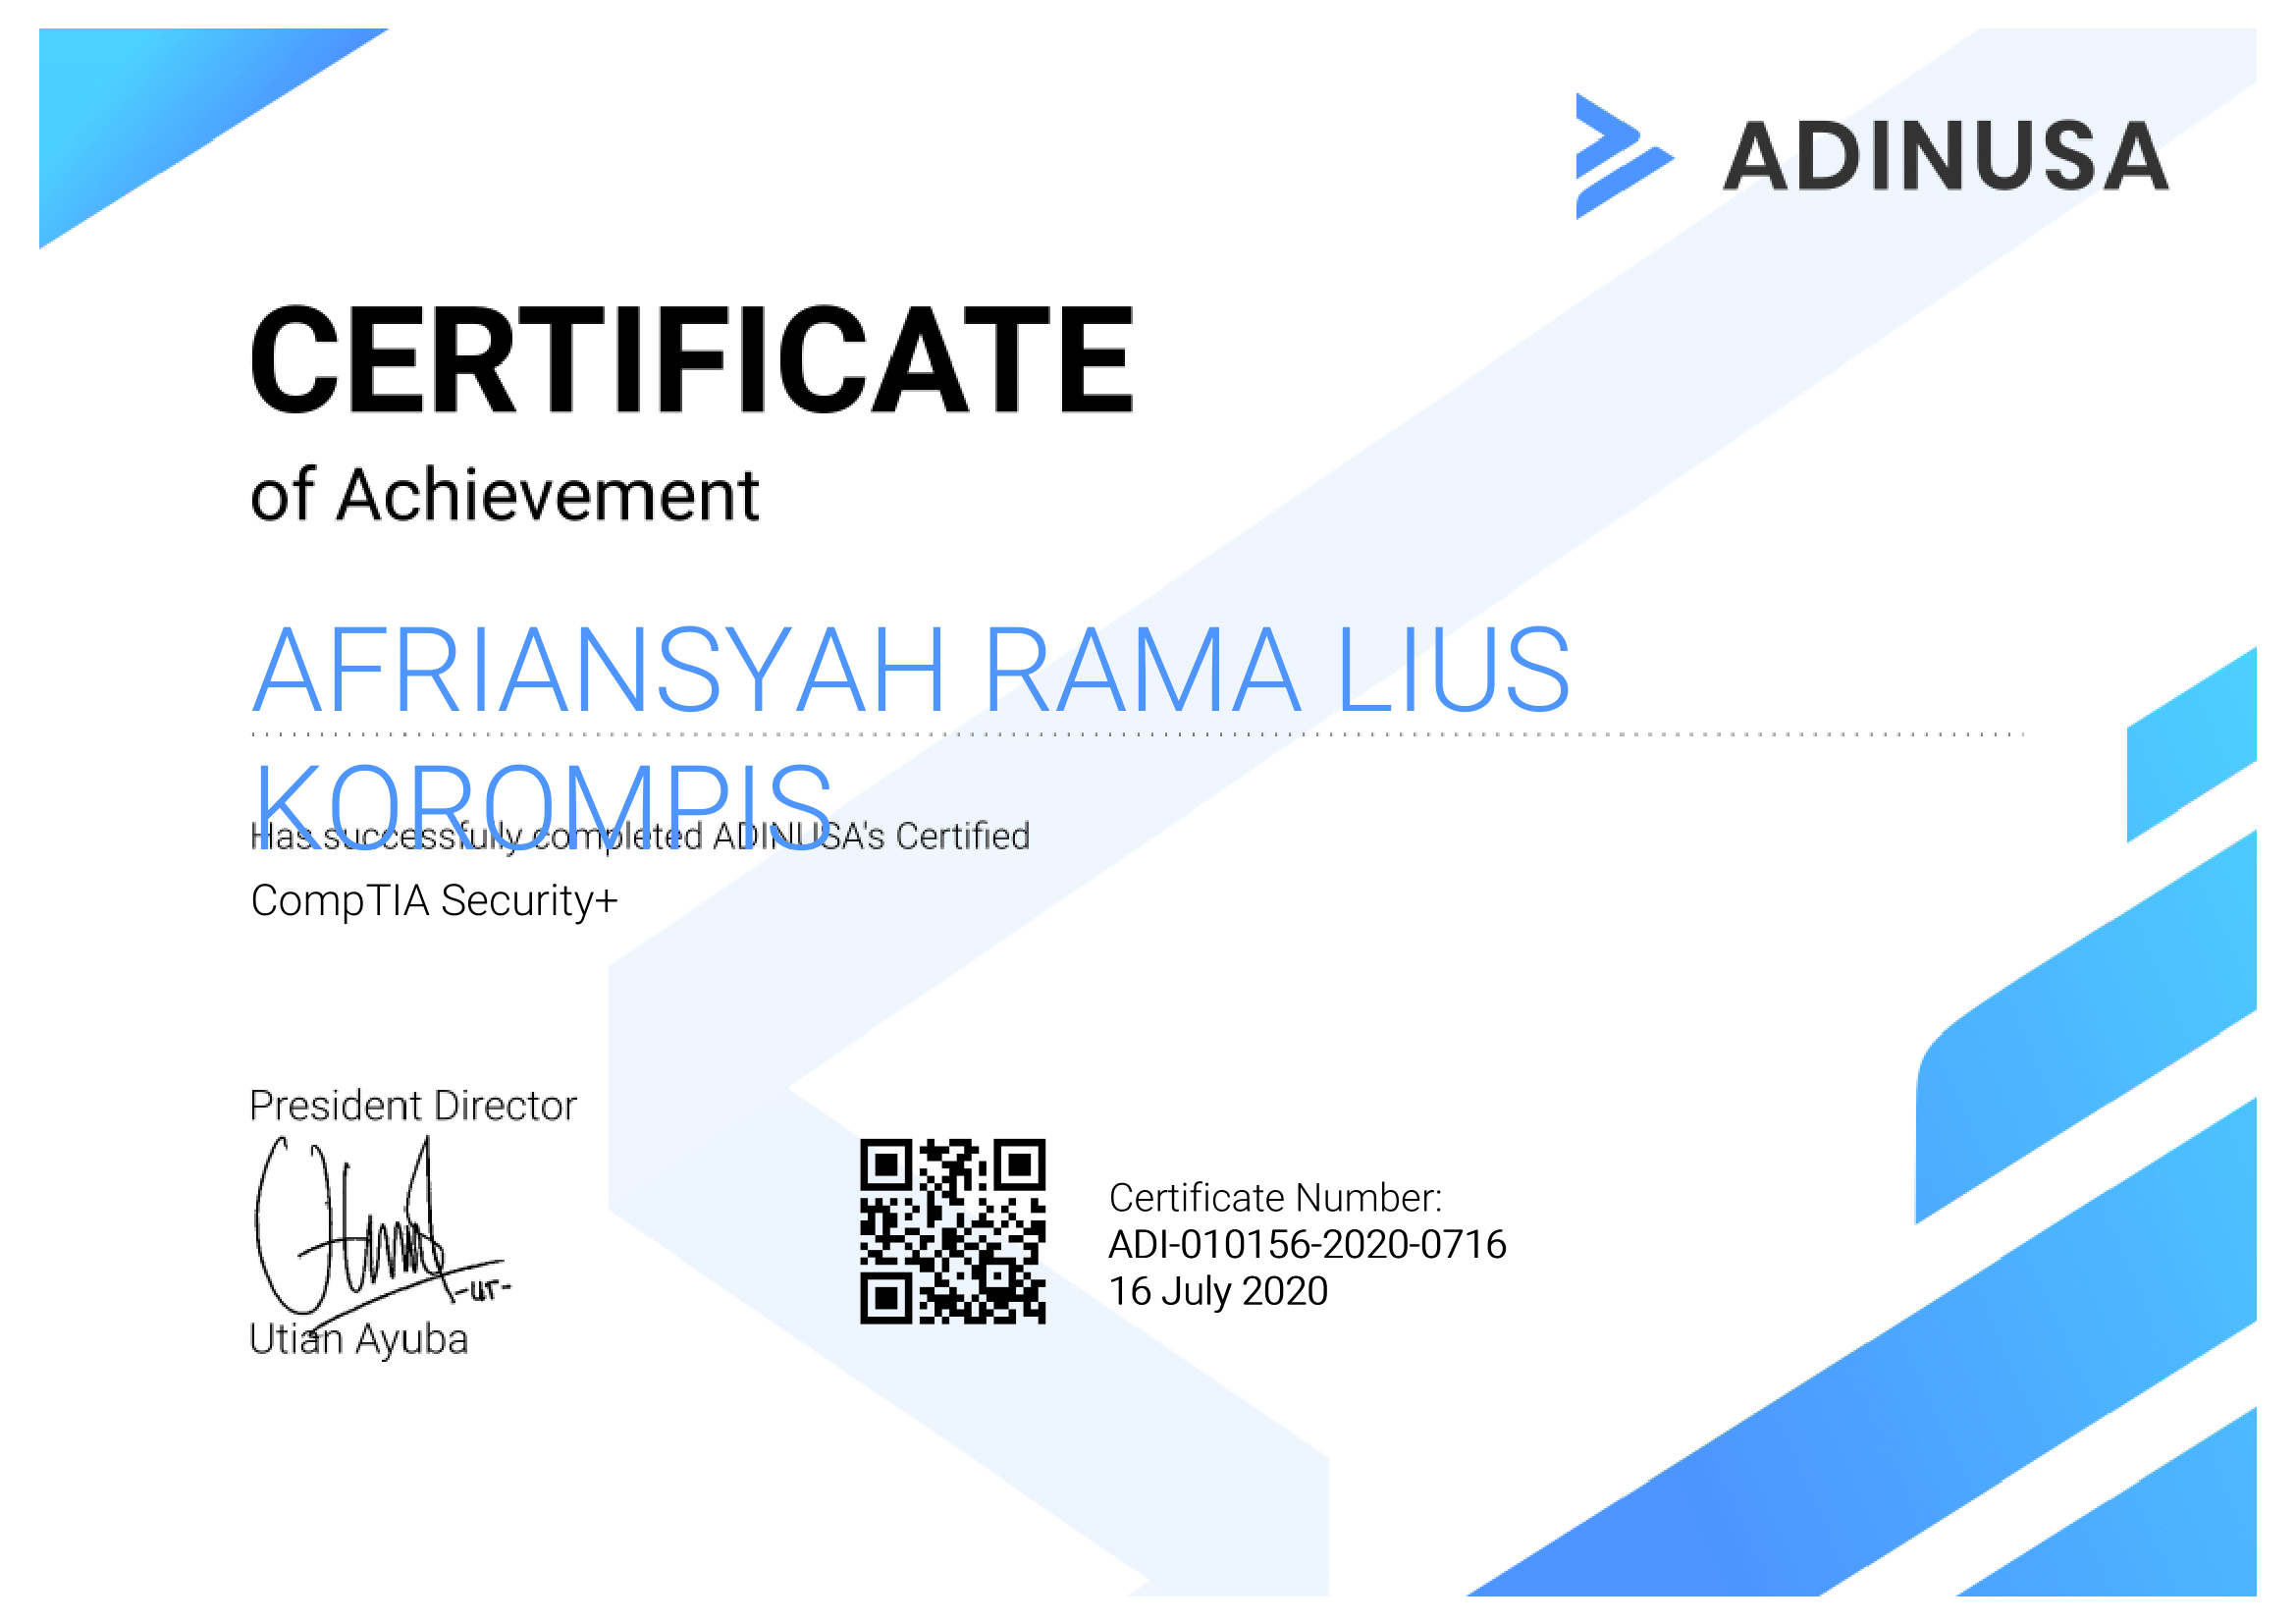 ADINUSA
CERTIFICATE
of Achievement
AFRIANSYAH RAMA LIUS
KOROMPIS
Has successfully completed ADINUSA's Certified
CompTIA Security+
President Director
-UT-
Utian Ayuba
Certificate Number:
ADI-010156-2020-0716
16 July 2020